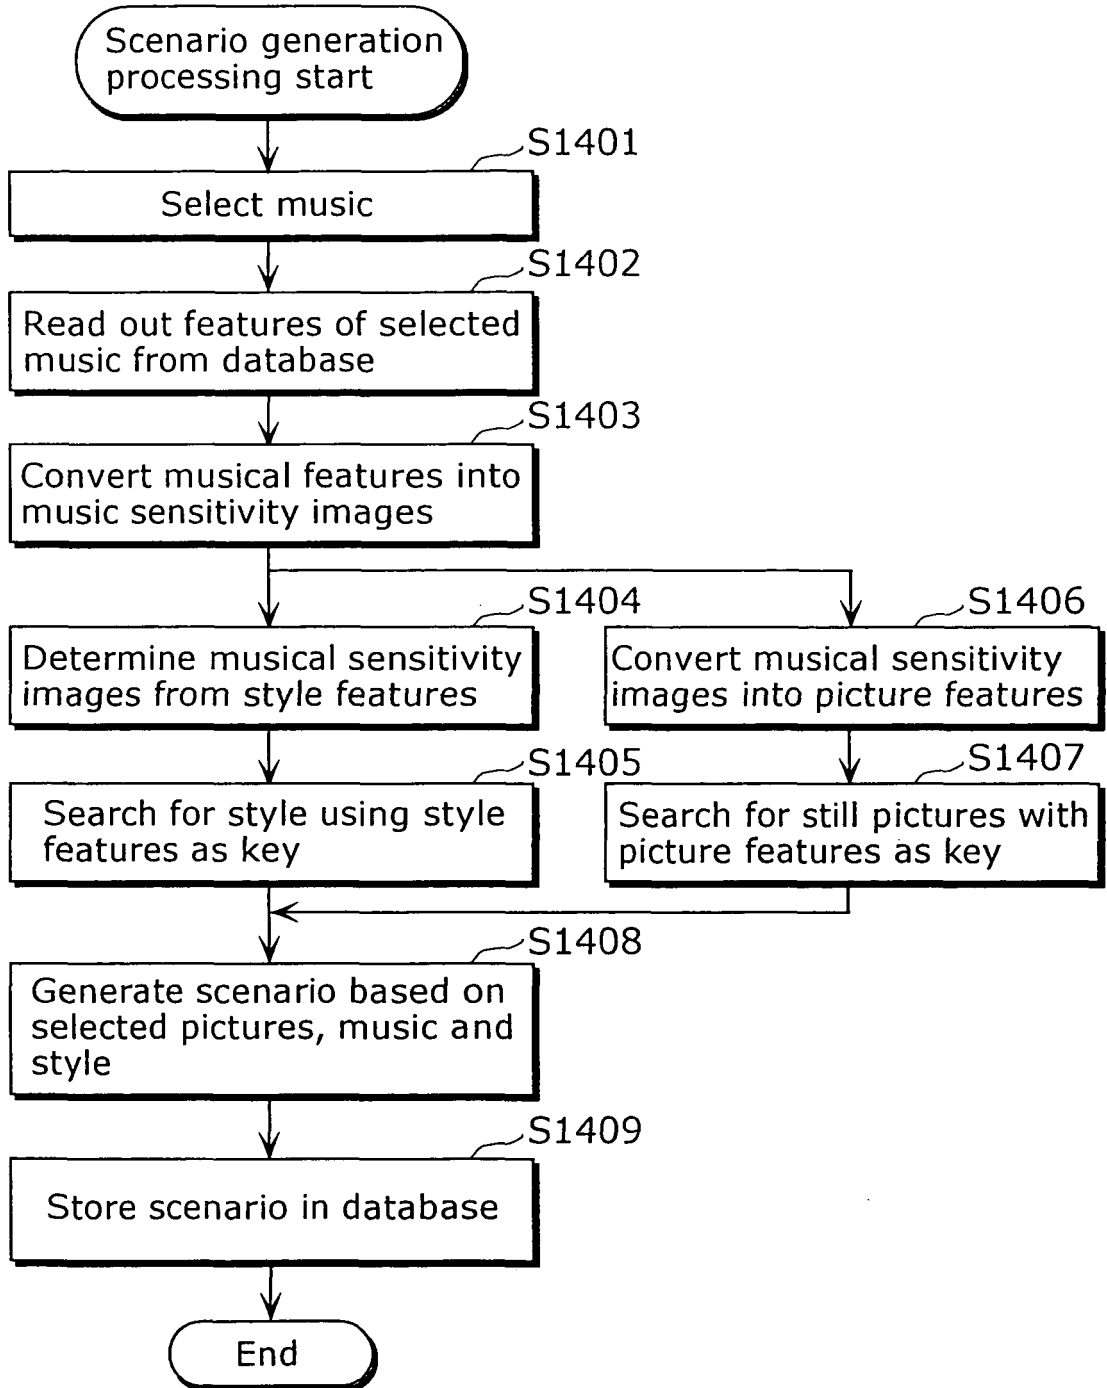 Scenario generation
processing start
S1401
Select music
S1402
Read out features of selected
music from database
S1403
Convert musical features into
music sensitivity images
S1404
Determine musical sensitivity
images from style features
S1406
Convert musical sensitivity
images into picture features
S1405
Search for style using style
features as key
S1407
Search for still pictures with
picture features as key
S1408
Generate scenario based on
selected pictures, music and
style
S1409
Store scenario in database
End